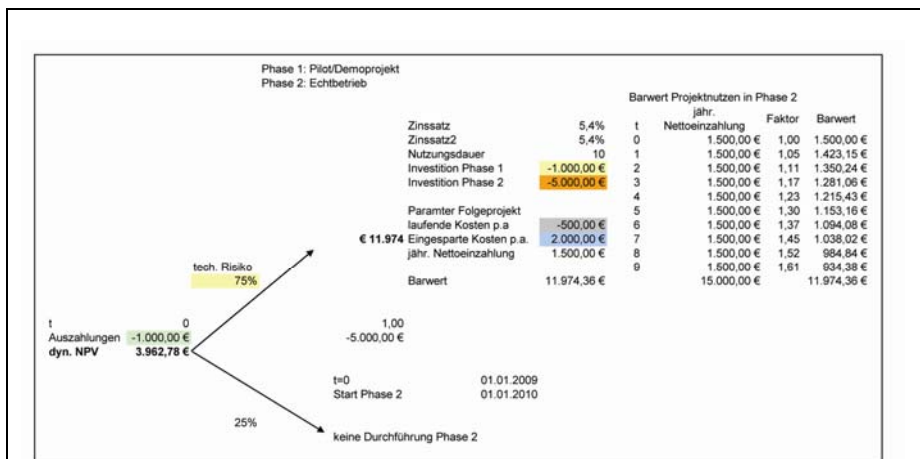 Phase 1: Pilot/Demoprojekt
Phase 2: Echtbetrieb
Barwert Projektnutzen in Phase 2
Zinssatz 5,4% t jähr. Nettoeinzahlung Faktor Barwert
Zinssatz2 5,4% 0 1.500,00 € 1,00 1.500,00 €
Nutzungsdauer 10 1 1.500,00 € 1,05 1.423,15 €
Investition Phase 1 -1.000,00 € 2 1.500,00 € 1,11 1.350,24 €
Investition Phase 2 -5.000,00 € 3 1.500,00 € 1,17 1.281,06 €
4 1.500,00 € 1,23 1.215,43 €
Paramter Folgeprojekt 5 1.500,00 € 1,30 1.153,16 €
laufende Kosten p.a -500,00 € 6 1.500,00 € 1,37 1.094,08 €
€ 11.974 Eingesparte Kosten p.a. 2.000,00 € 7 1.500,00 € 1,45 1.038,02 €
jähr. Nettoeinzahlung 1.500,00 € 8 1.500,00 € 1,52 984,84 €
tech. Risiko 9 1.500,00 € 1,61 934,38 €
75% Barwert 11.974,36 € 15.000,00 € 11.974,36 €
t 0 1,00
Auszahlungen -1.000,00 € -5.000,00 €
dyn. NPV 3.962,78 €
t=0 01.01.2009
Start Phase 2 01.01.2010
25%
keine Durchführung Phase 2